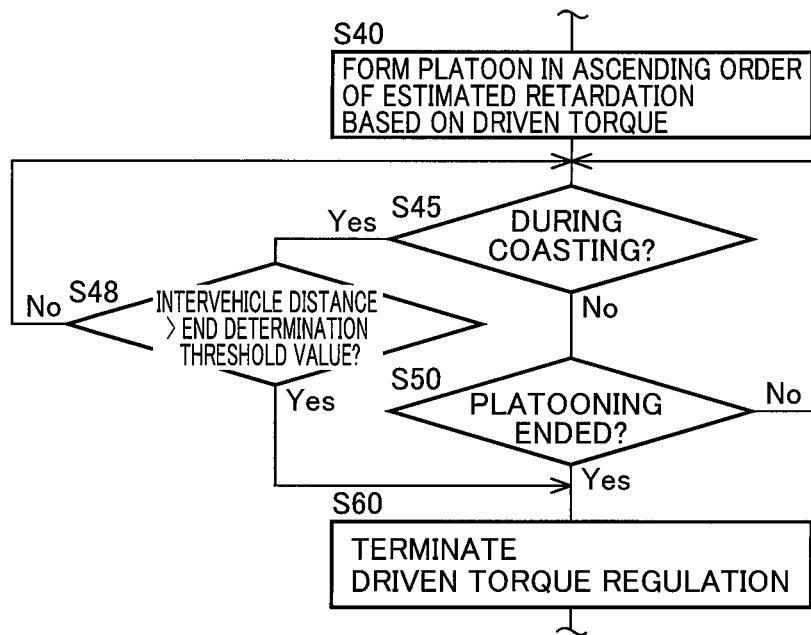 S40
FORM PLATOON IN ASCENDING ORDER
OF ESTIMATED RETARDATION
BASED ON DRIVEN TORQUE
S45
Yes
DURING
COASTING?
No
S48
No
INTERVEHICLE DISTANCE
> END DETERMINATION
THRESHOLD VALUE?
Yes
S50
PLATOONING
ENDED?
No
Yes
S60
TERMINATE
DRIVEN TORQUE REGULATION